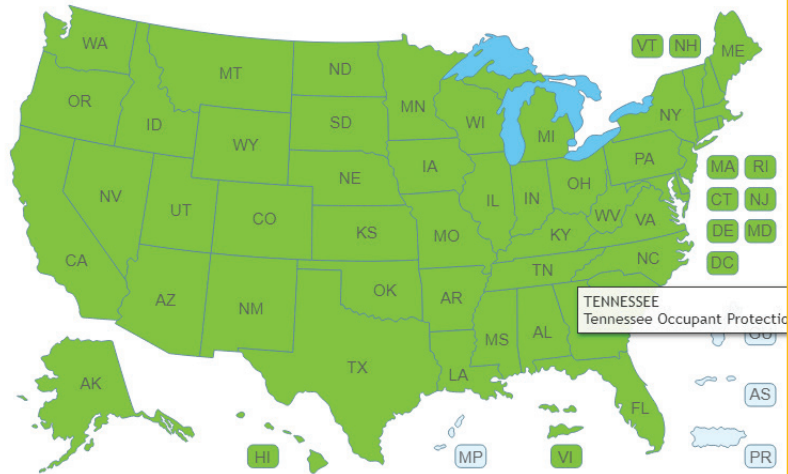 WA
MT
ND
MN
VT NH
ME
OR
ID
SD
WI
MI
NY
WY
IA
PA
MA RI
NV
UT
CO
NE
IL
IN
OH
WV
VA
CT NJ
KS
MO
KY
DE MD
CA
NC
DC
AZ
NM
OK
AR
TN
TENNESSEE
Tennessee Occupant Protectio
MS
AL
TX
LA
AK
FL
AS
HI
MP
VI
PR